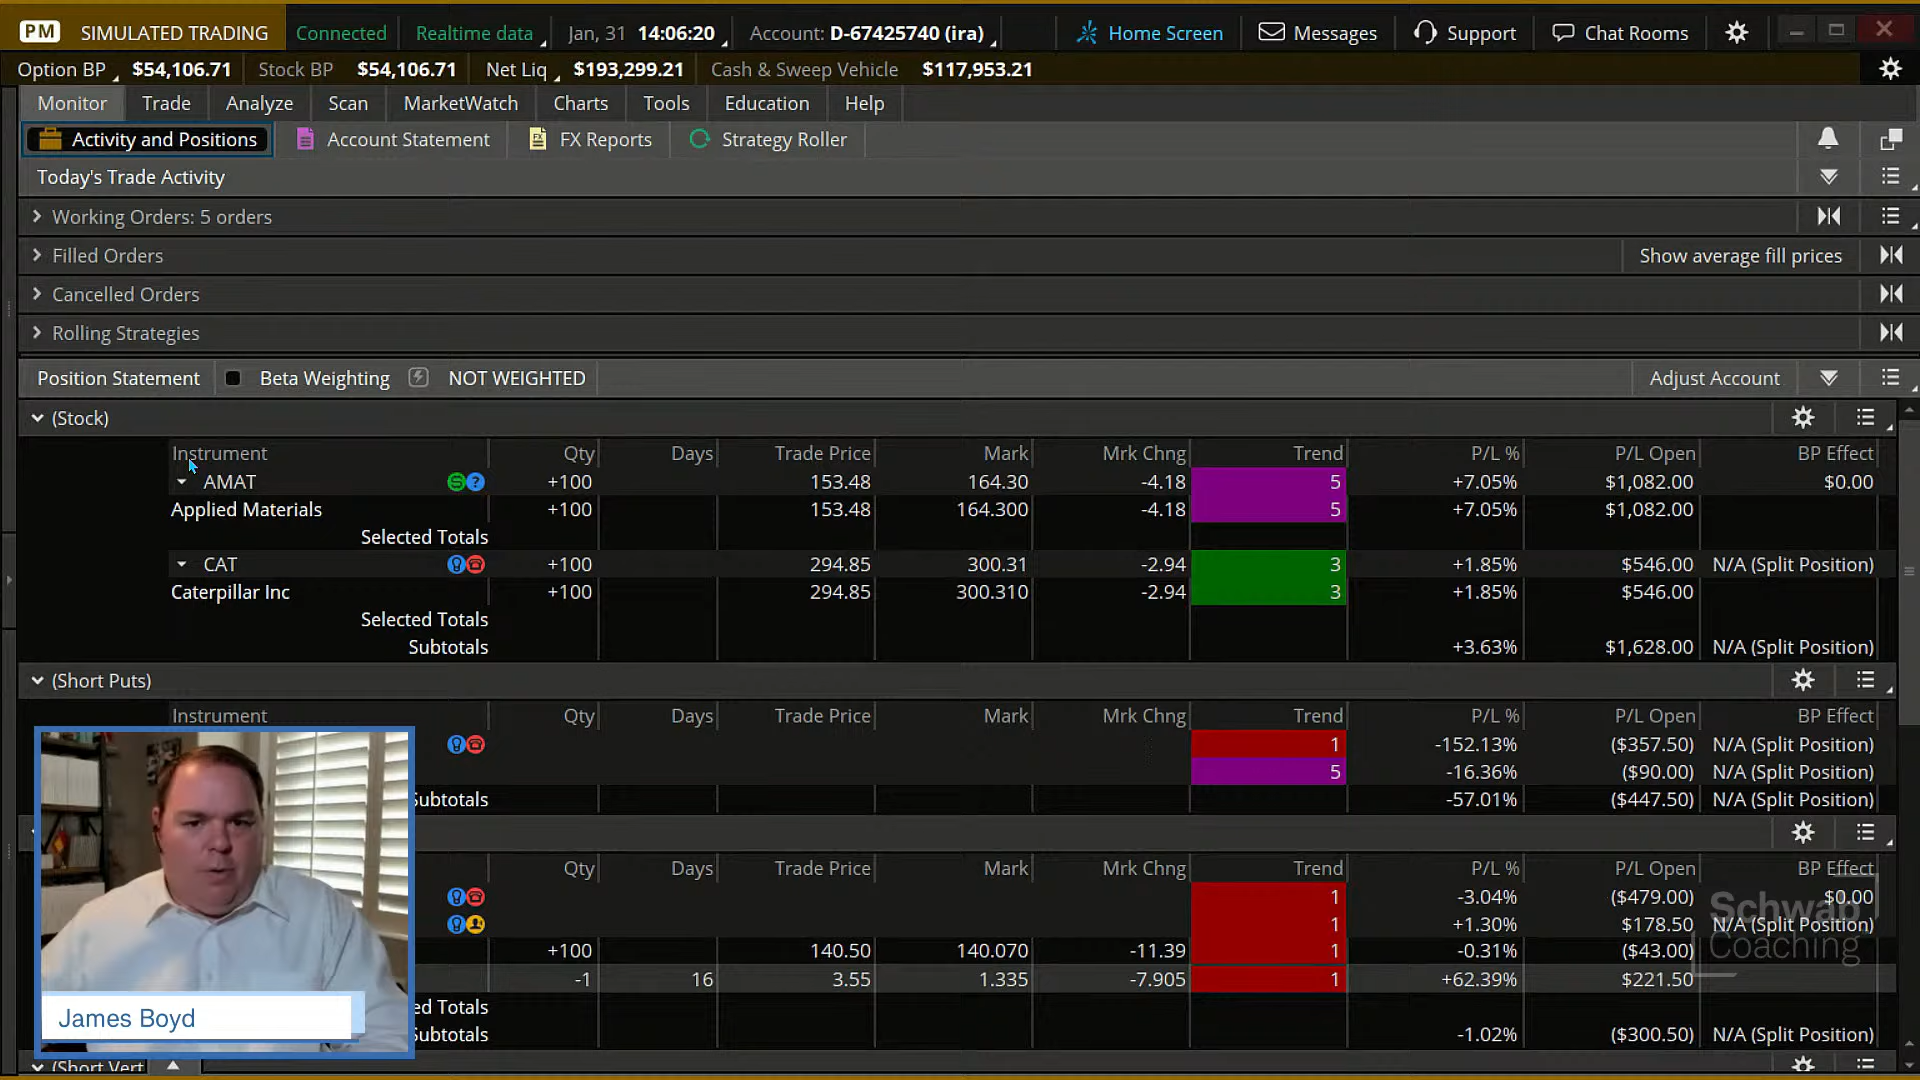 PM SIMULATED TRADING Connected Realtime data Jan, 31 14:06:20 Account: D-67425740 (ira) Home Screen Messages Support Chat Rooms
Option BP $54,106.71 Stock BP $54,106.71 Net Liq $193,299.21 Cash & Sweep Vehicle $117,953.21
Monitor Trade Analyze Scan MarketWatch Charts Tools Education Help
Activity and Positions Account Statement FX FX Reports Strategy Roller
Today's Trade Activity
Working Orders: 5 orders
Filled Orders Show average fill prices
Cancelled Orders
Rolling Strategies
Position Statement Beta Weighting NOT WEIGHTED Adjust Account
(Stock)
Instrument Qty Days Trade Price Mark Mrk Chng Trend P/L % P/L Open BP Effect
AMAT S ? +100 153.48 164.30 -4.18 5 +7.05% $1,082.00 $0.00
Applied Materials +100 153.48 164.300 -4.18 5 +7.05% $1,082.00
Selected Totals
CAT +100 294.85 300.31 -2.94 3 +1.85% $546.00 N/A (Split Position)
Caterpillar Inc +100 294.85 300.310 -2.94 3 +1.85% $546.00
Selected Totals
Subtotals +3.63% $1,628.00 N/A (Split Position)
(Short Puts)
Instrument Qty Days Trade Price Mark Mrk Chng Trend P/L % P/L Open BP Effect
1 -152.13% ($357.50) N/A (Split Position)
5 -16.36% ($90.00) N/A (Split Position)
Subtotals -57.01% ($447.50) N/A (Split Position)
Qty Days Trade Price Mark Mrk Chng Trend P/L % P/L Open BP Effect
1 -3.04% ($479.00) $0.00
1 +1.30% $178.50 N/A (Split Position)
+100 140.50 140.070 -11.39 1 -0.31% ($43.00)
-1 16 3.55 1.335 -7.905 1 +62.39% $221.50
ed Totals
Subtotals -1.02% ($300.50) N/A (Split Position)
(Short Vert
Schwab
Coaching
James Boyd